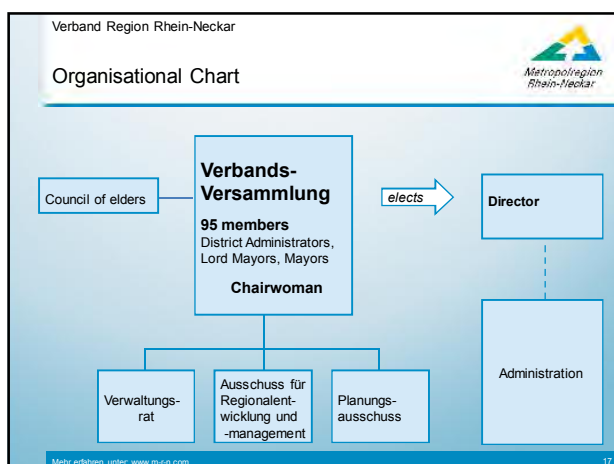 Verband Region Rhein-Neckar
Organisational Chart
Metropolregion
Rhein-Neckar
Council of elders
Verbands-
Versammlung
95 members
District Administrators,
Lord Mayors, Mayors
Chairwoman
elects
Director
Administration
Verwaltungs-
rat
Ausschuss für
Regionalent-
wicklung und
-management
Planungs-
ausschuss
Mehr erfahren unter: www.m-r-n.com
17